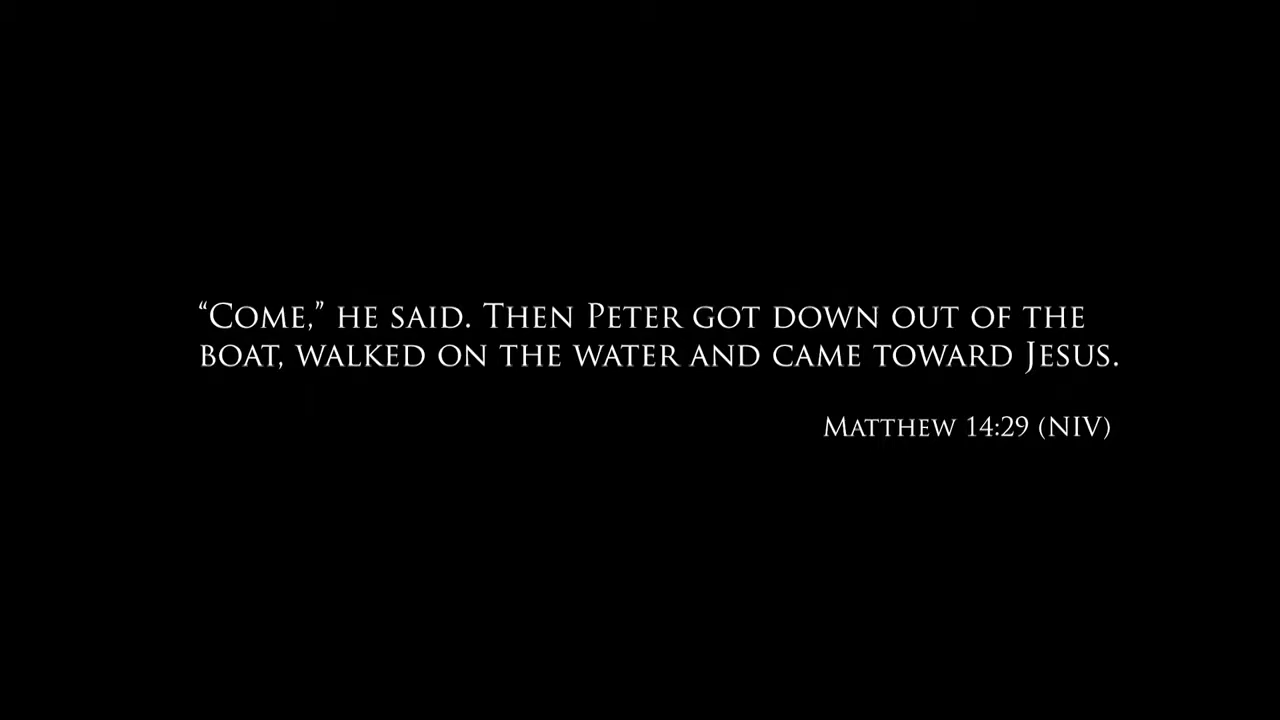 “Come,” he said. Then Peter got down out of the
boat, walked on the water and came toward Jesus.
Matthew 14:29 (NIV)